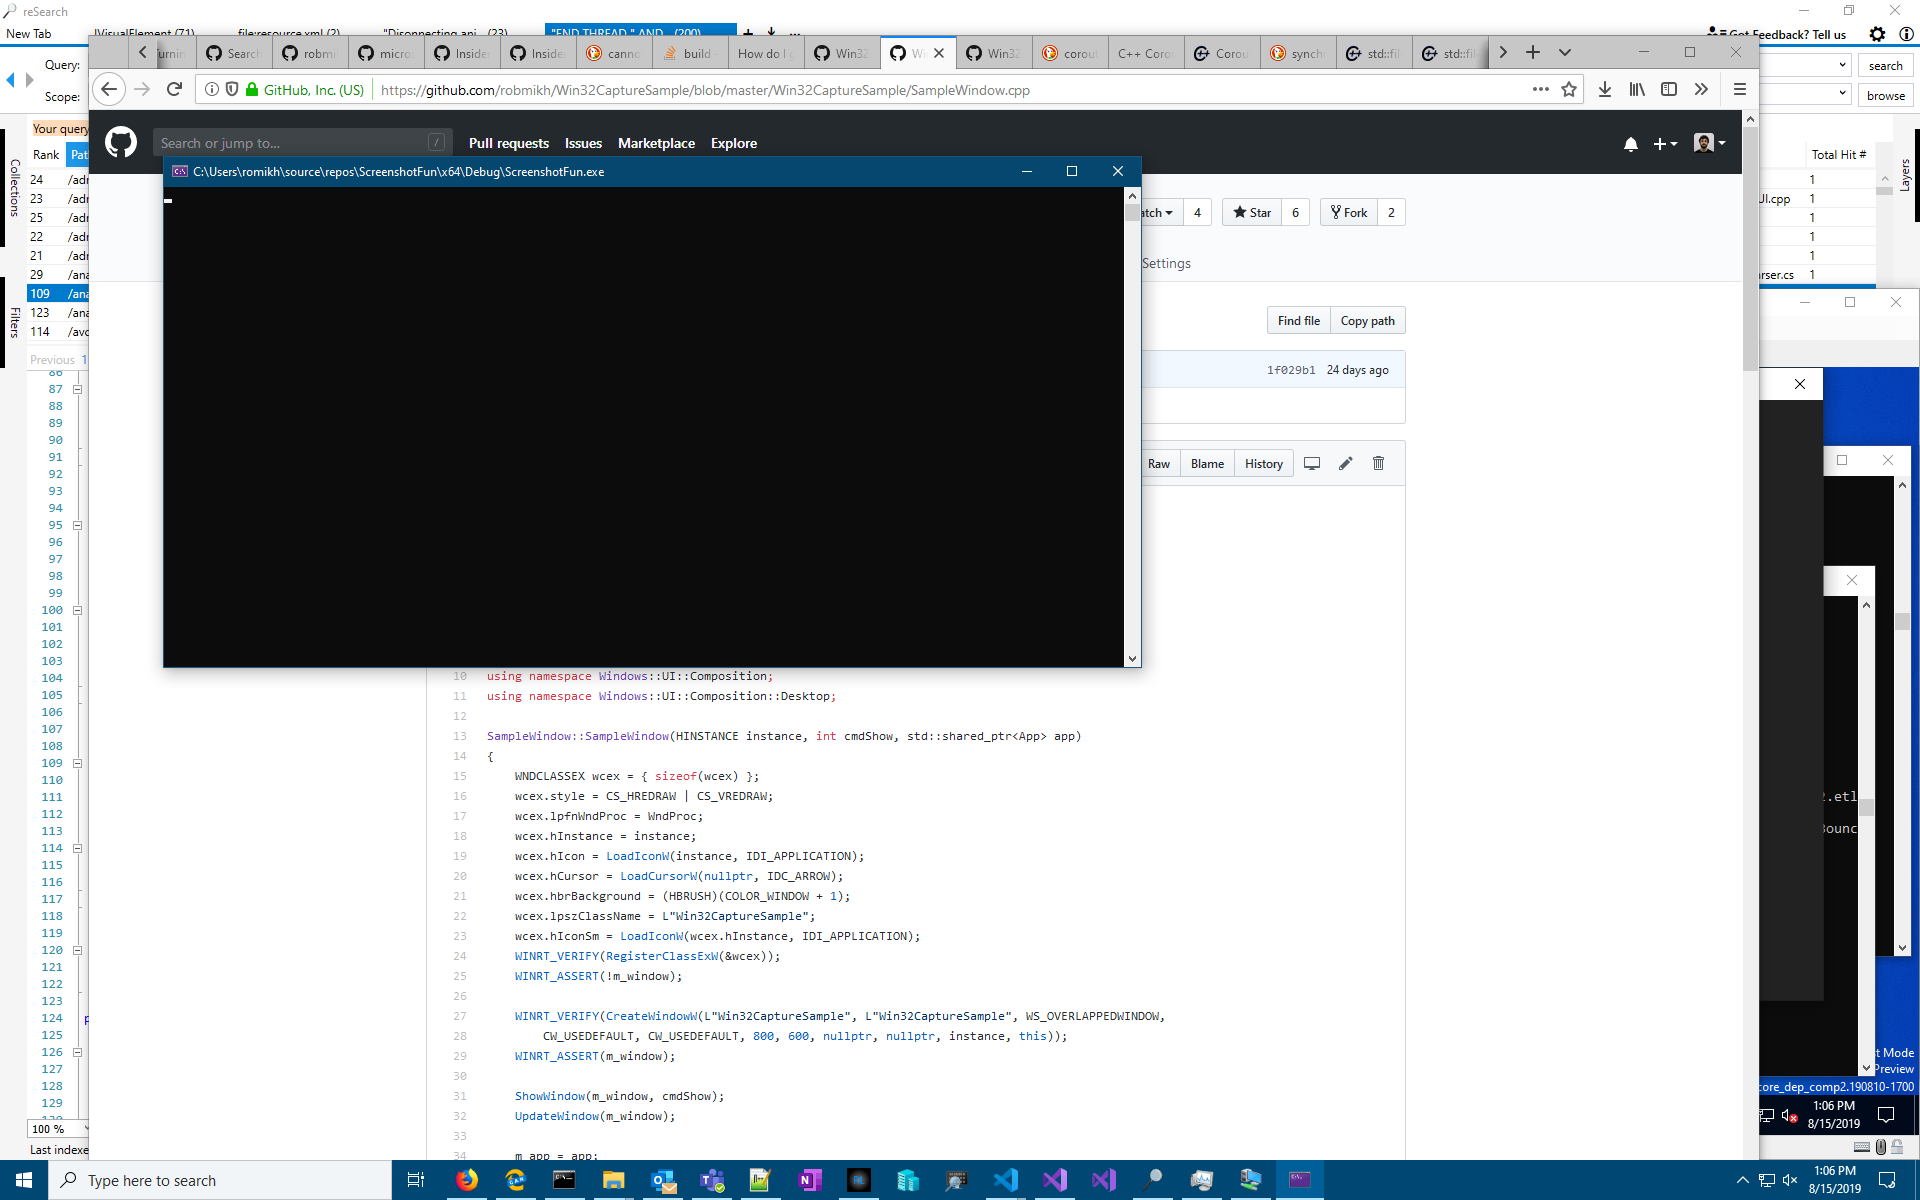 reSearch
New Tab
IVisualElement (71)
file:resource.xml (2)
"Disonnecting ani... (23)
"END THREAD " AND... (200)
Get Feedback? Tell us
Query:
search
Scope:
browse
Your query
Rank
Total Hit #
Collections
Filters
Layers
24 /adr 1
23 /adr UI.cpp 1
25 /adr 1
22 /adr 1
21 /adr 1
29 /ana rser.cs 1
109 /ana
123 /ana
114 /avc
Previous 1
Search
robmi
micros
Inside
Inside
canno
build -
How do I g
Win32
Wi
Win32
corout
C++ Corou
Corou
synchr
std::fil
std::fil
GitHub, Inc. (US)
https://github.com/robmikh/Win32CaptureSample/blob/master/Win32CaptureSample/SampleWindow.cpp
Search or jump to...
/
Pull requests
Issues
Marketplace
Explore
C:\Users\romikh\source\repos\ScreenshotFun\x64\Debug\ScreenshotFun.exe
atch 4
Star 6
Fork 2
Settings
Find file
Copy path
1f029b1 24 days ago
Raw
Blame
History
10 using namespace Windows::UI::Composition;
11 using namespace Windows::UI::Composition::Desktop;
12
13 SampleWindow::SampleWindow(HINSTANCE instance, int cmdShow, std::shared_ptr<App> app)
14 {
15 WNDCLASSEX wcex = { sizeof(wcex) };
16 wcex.style = CS_HREDRAW | CS_VREDRAW;
17 wcex.lpfnWndProc = WndProc;
18 wcex.hInstance = instance;
19 wcex.hIcon = LoadIconW(instance, IDI_APPLICATION);
20 wcex.hCursor = LoadCursorW(nullptr, IDC_ARROW);
21 wcex.hbrBackground = (HBRUSH)(COLOR_WINDOW + 1);
22 wcex.lpszClassName = L"Win32CaptureSample";
23 wcex.hIconSm = LoadIconW(wcex.hInstance, IDI_APPLICATION);
24 WINRT_VERIFY(RegisterClassExW(&wcex));
25 WINRT_ASSERT(!m_window);
26
27 WINRT_VERIFY(CreateWindowW(L"Win32CaptureSample", L"Win32CaptureSample", WS_OVERLAPPEDWINDOW,
28 CW_USEDEFAULT, CW_USEDEFAULT, 800, 600, nullptr, nullptr, instance, this));
29 WINRT_ASSERT(m_window);
30
31 ShowWindow(m_window, cmdShow);
32 UpdateWindow(m_window);
33
34 m_app = app;
87
88
89
90
91
92
93
94
95
96
97
98
99
100
101
102
103
104
105
106
107
108
109
110
111
112
113
114
115
116
117
118
119
120
121
122
123
124
125
126
127
128
129
100 %
Last indexe
2.etl
Bounc
t Mode
Preview
core_dep_comp2.190810-1700
1:06 PM
8/15/2019
Type here to search
1:06 PM
8/15/2019